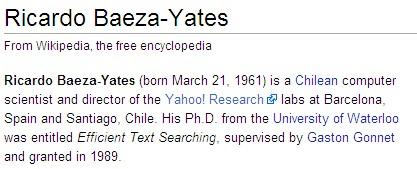 Ricardo Baeza-Yates
From Wikipedia, the free encyclopedia
Ricardo Baeza-Yates (born March 21, 1961) is a Chilean computer
scientist and director of the Yahoo! Research labs at Barcelona,
Spain and Santiago, Chile. His Ph.D. from the University of Waterloo
was entitled Efficient Text Searching, supervised by Gaston Gonnet
and granted in 1989.